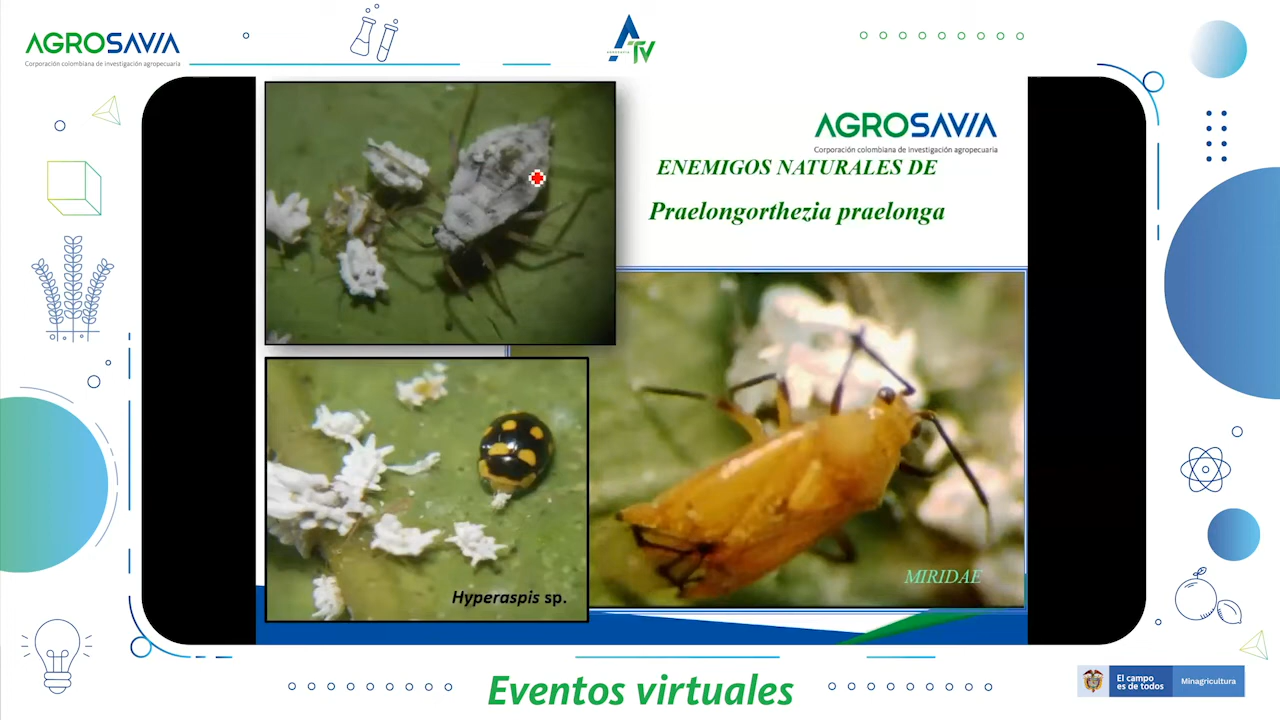 AGROSAVIA
Corporación colombiana de investigación agropecuaria
ATV
AGROSAVIA
Corporación colombiana de investigación agropecuaria
ENEMIGOS NATURALES DE
Praelongorthezia praelonga
MIRIDAE
Hyperaspis sp.
Eventos virtuales
El campo
es de todos
Minagricultura